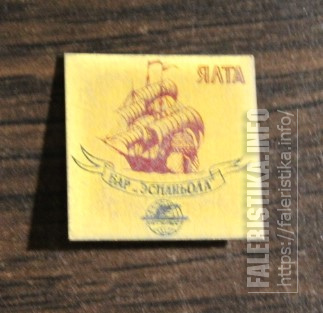 ЯЛТА
БАР „ЭСПАНЬОЛА"
FALERISTIKA.INFO
https://faleristika.info/